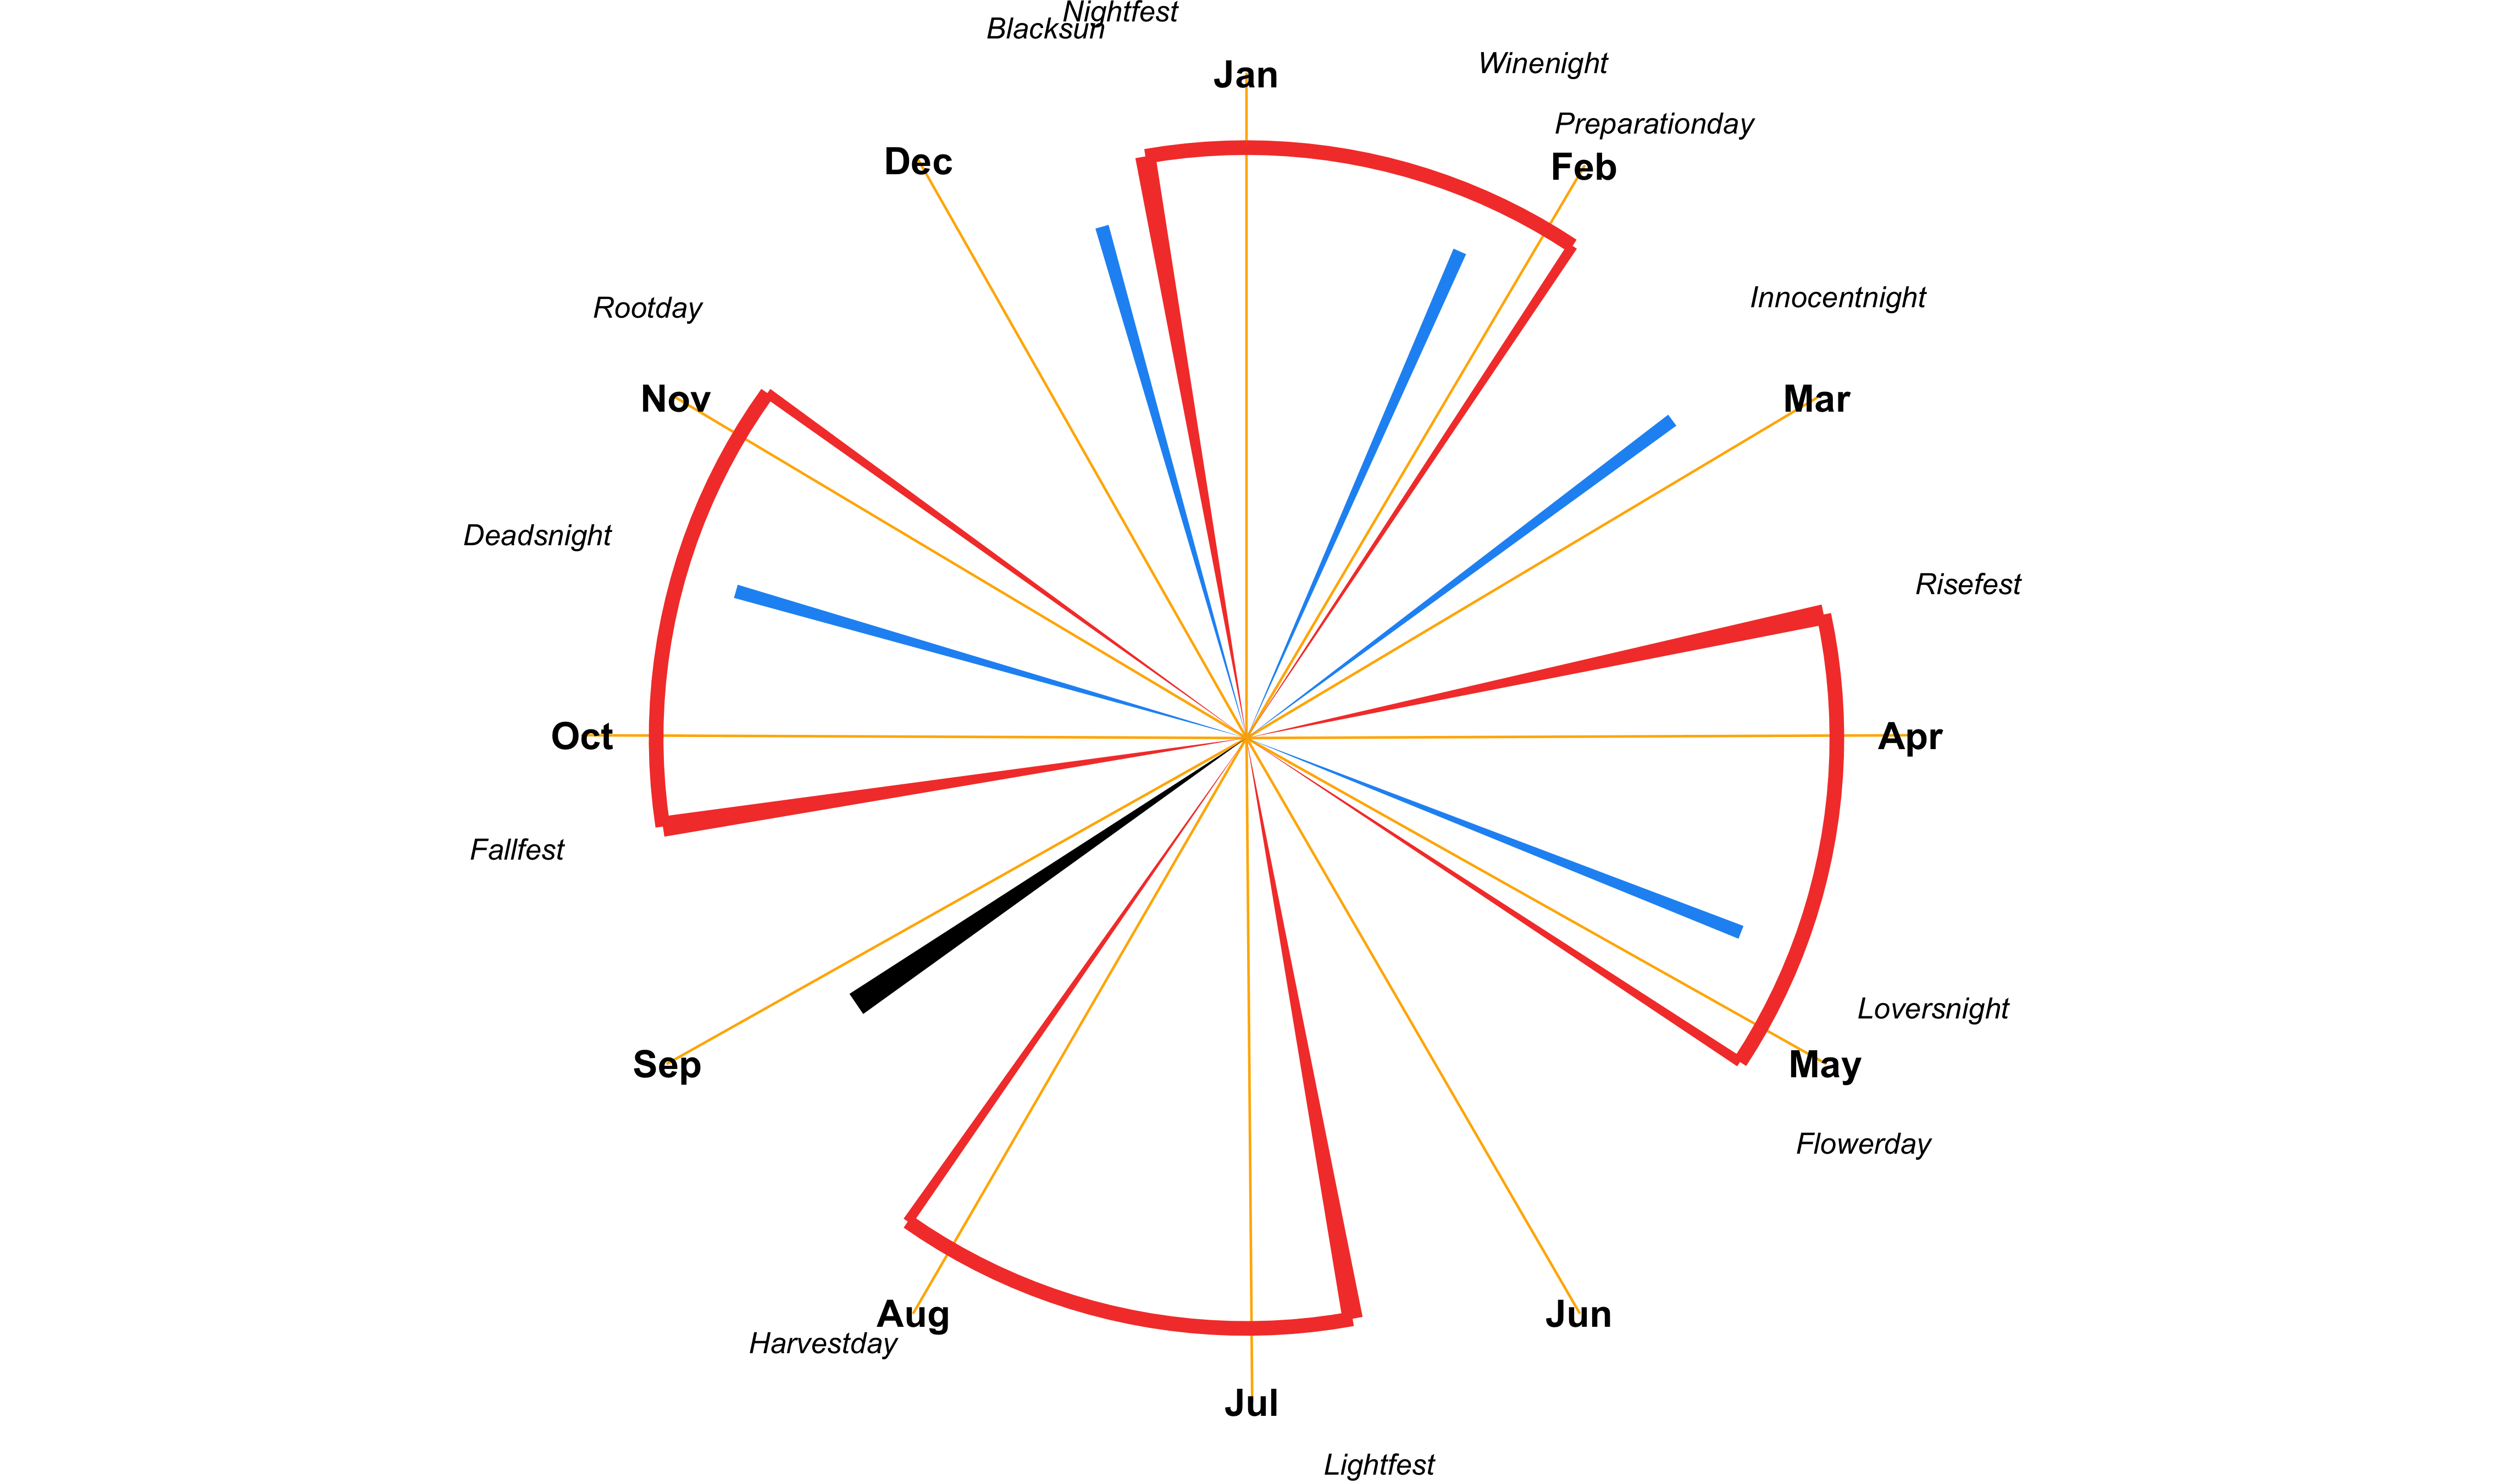 Nightfest
Blacksun
Jan
Winenight
Preparationday
Dec
Feb
Innocentnight
Rootday
Nov
Mar
Deadsnight
Risefest
Oct
Apr
Fallfest
Loversnight
Sep
May
Flowerday
Aug
Jun
Harvestday
Jul
Lightfest